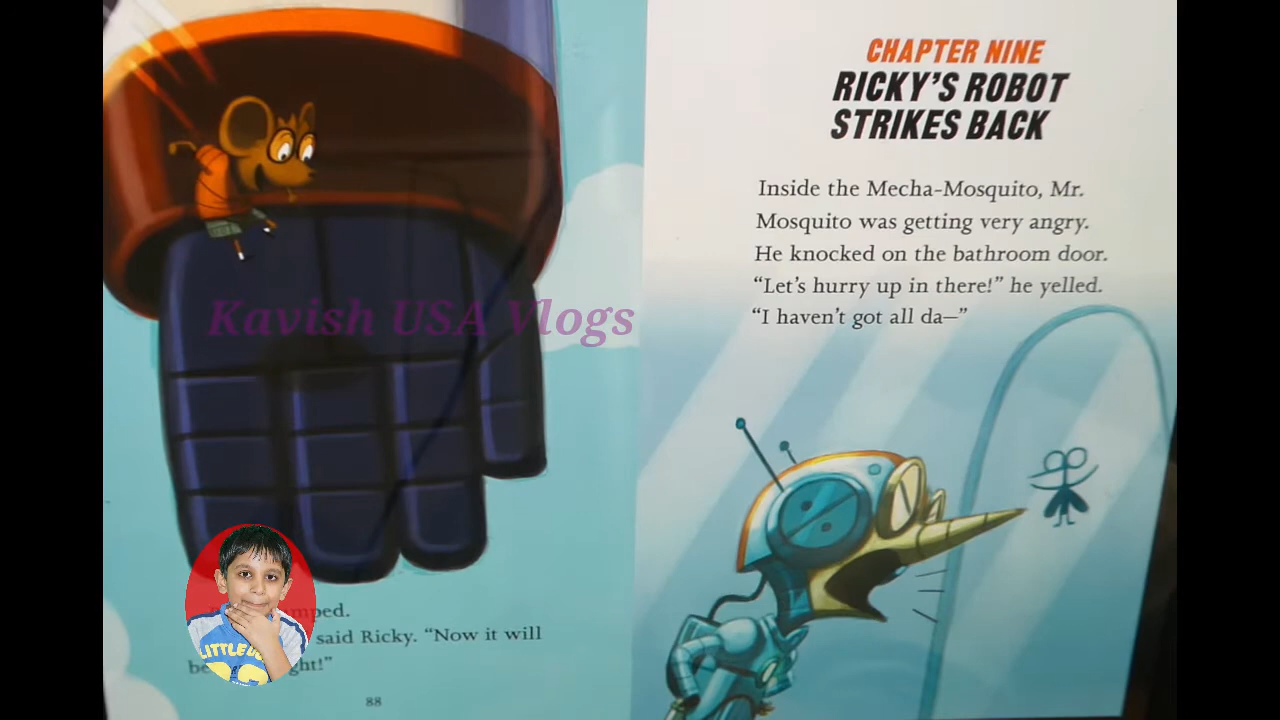 Kavish USA Vlogs
said Ricky. "Now it will
88
CHAPTER NINE
RICKY'S ROBOT
STRIKES BACK
Inside the Mecha-Mosquito, Mr.
Mosquito was getting very angry.
He knocked on the bathroom door.
"Let's hurry up in there!" he yelled.
"I haven't got all da—"